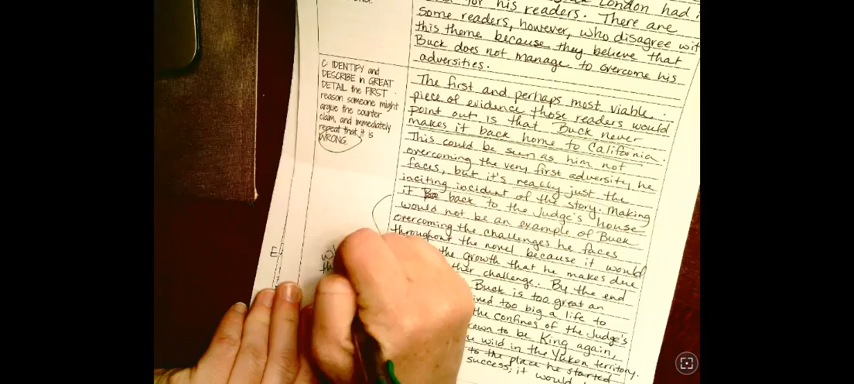 London had
for his readers. There are
some readers, however, who disagree wit
this theme because they believe that
Buck does not manage to overcome his
adversities.
C IDENTIFY and
DESCRIBE in GREAT
DETAIL the FIRST
reason someone might
argue the counter
claim, and immediately
repeat that it is
WRONG.
The first and perhaps most viable
piece of evidence those readers would
point out is that Buck never
makes it back home to California.
This could be seen as him not
overcoming the very first adversity he
faces, but it's really just the
inciting incident of the story. Making
it back to the Judge's house
would not be an example of Buck
overcoming the challenges he faces
throughout the novel because it would
the growth that he makes due
ther challenge. By the end
Buck is too great an
ved too big a life to
the confines of the Judge's
rown to be King again,
e wild in the Yukon territory.
to the place he started
success; it would
E